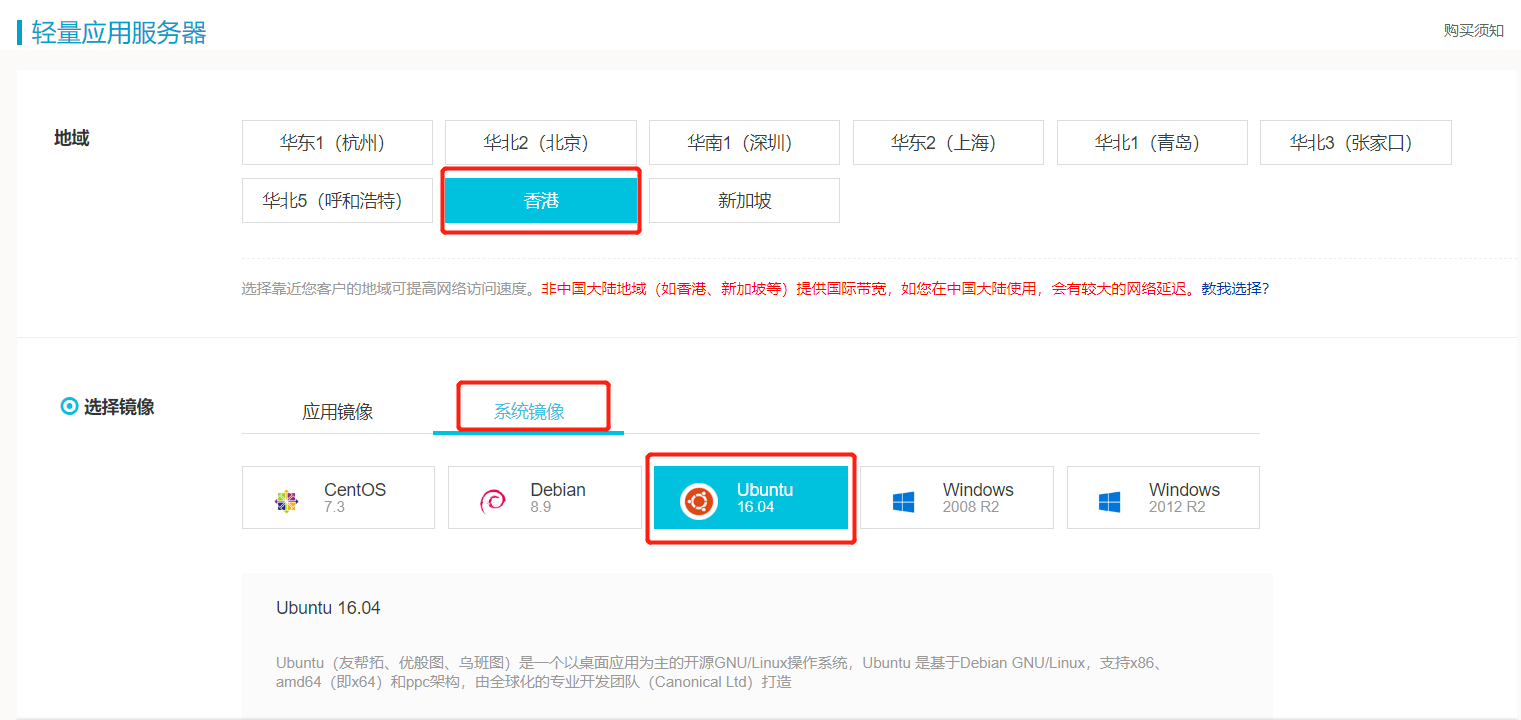 轻量应用服务器
购买须知
地域
华东1（杭州）
华北2（北京）
华南1（深圳）
华东2（上海）
华北1（青岛）
华北3（张家口）
华北5（呼和浩特）
香港
新加坡
选择靠近您客户的地域可提高网络访问速度。非中国大陆地域（如香港、新加坡等）提供国际带宽，如您在中国大陆使用，会有较大的网络延迟。教我选择?
选择镜像
应用镜像
系统镜像
CentOS
7.3
Debian
8.9
Ubuntu
16.04
Windows
2008 R2
Windows
2012 R2
Ubuntu 16.04
Ubuntu（友帮拓、优般图、乌班图）是一个以桌面应用为主的开源GNU/Linux操作系统，Ubuntu 是基于Debian GNU/Linux，支持x86、
amd64（即x64）和ppc架构，由全球化的专业开发团队（Canonical Ltd）打造